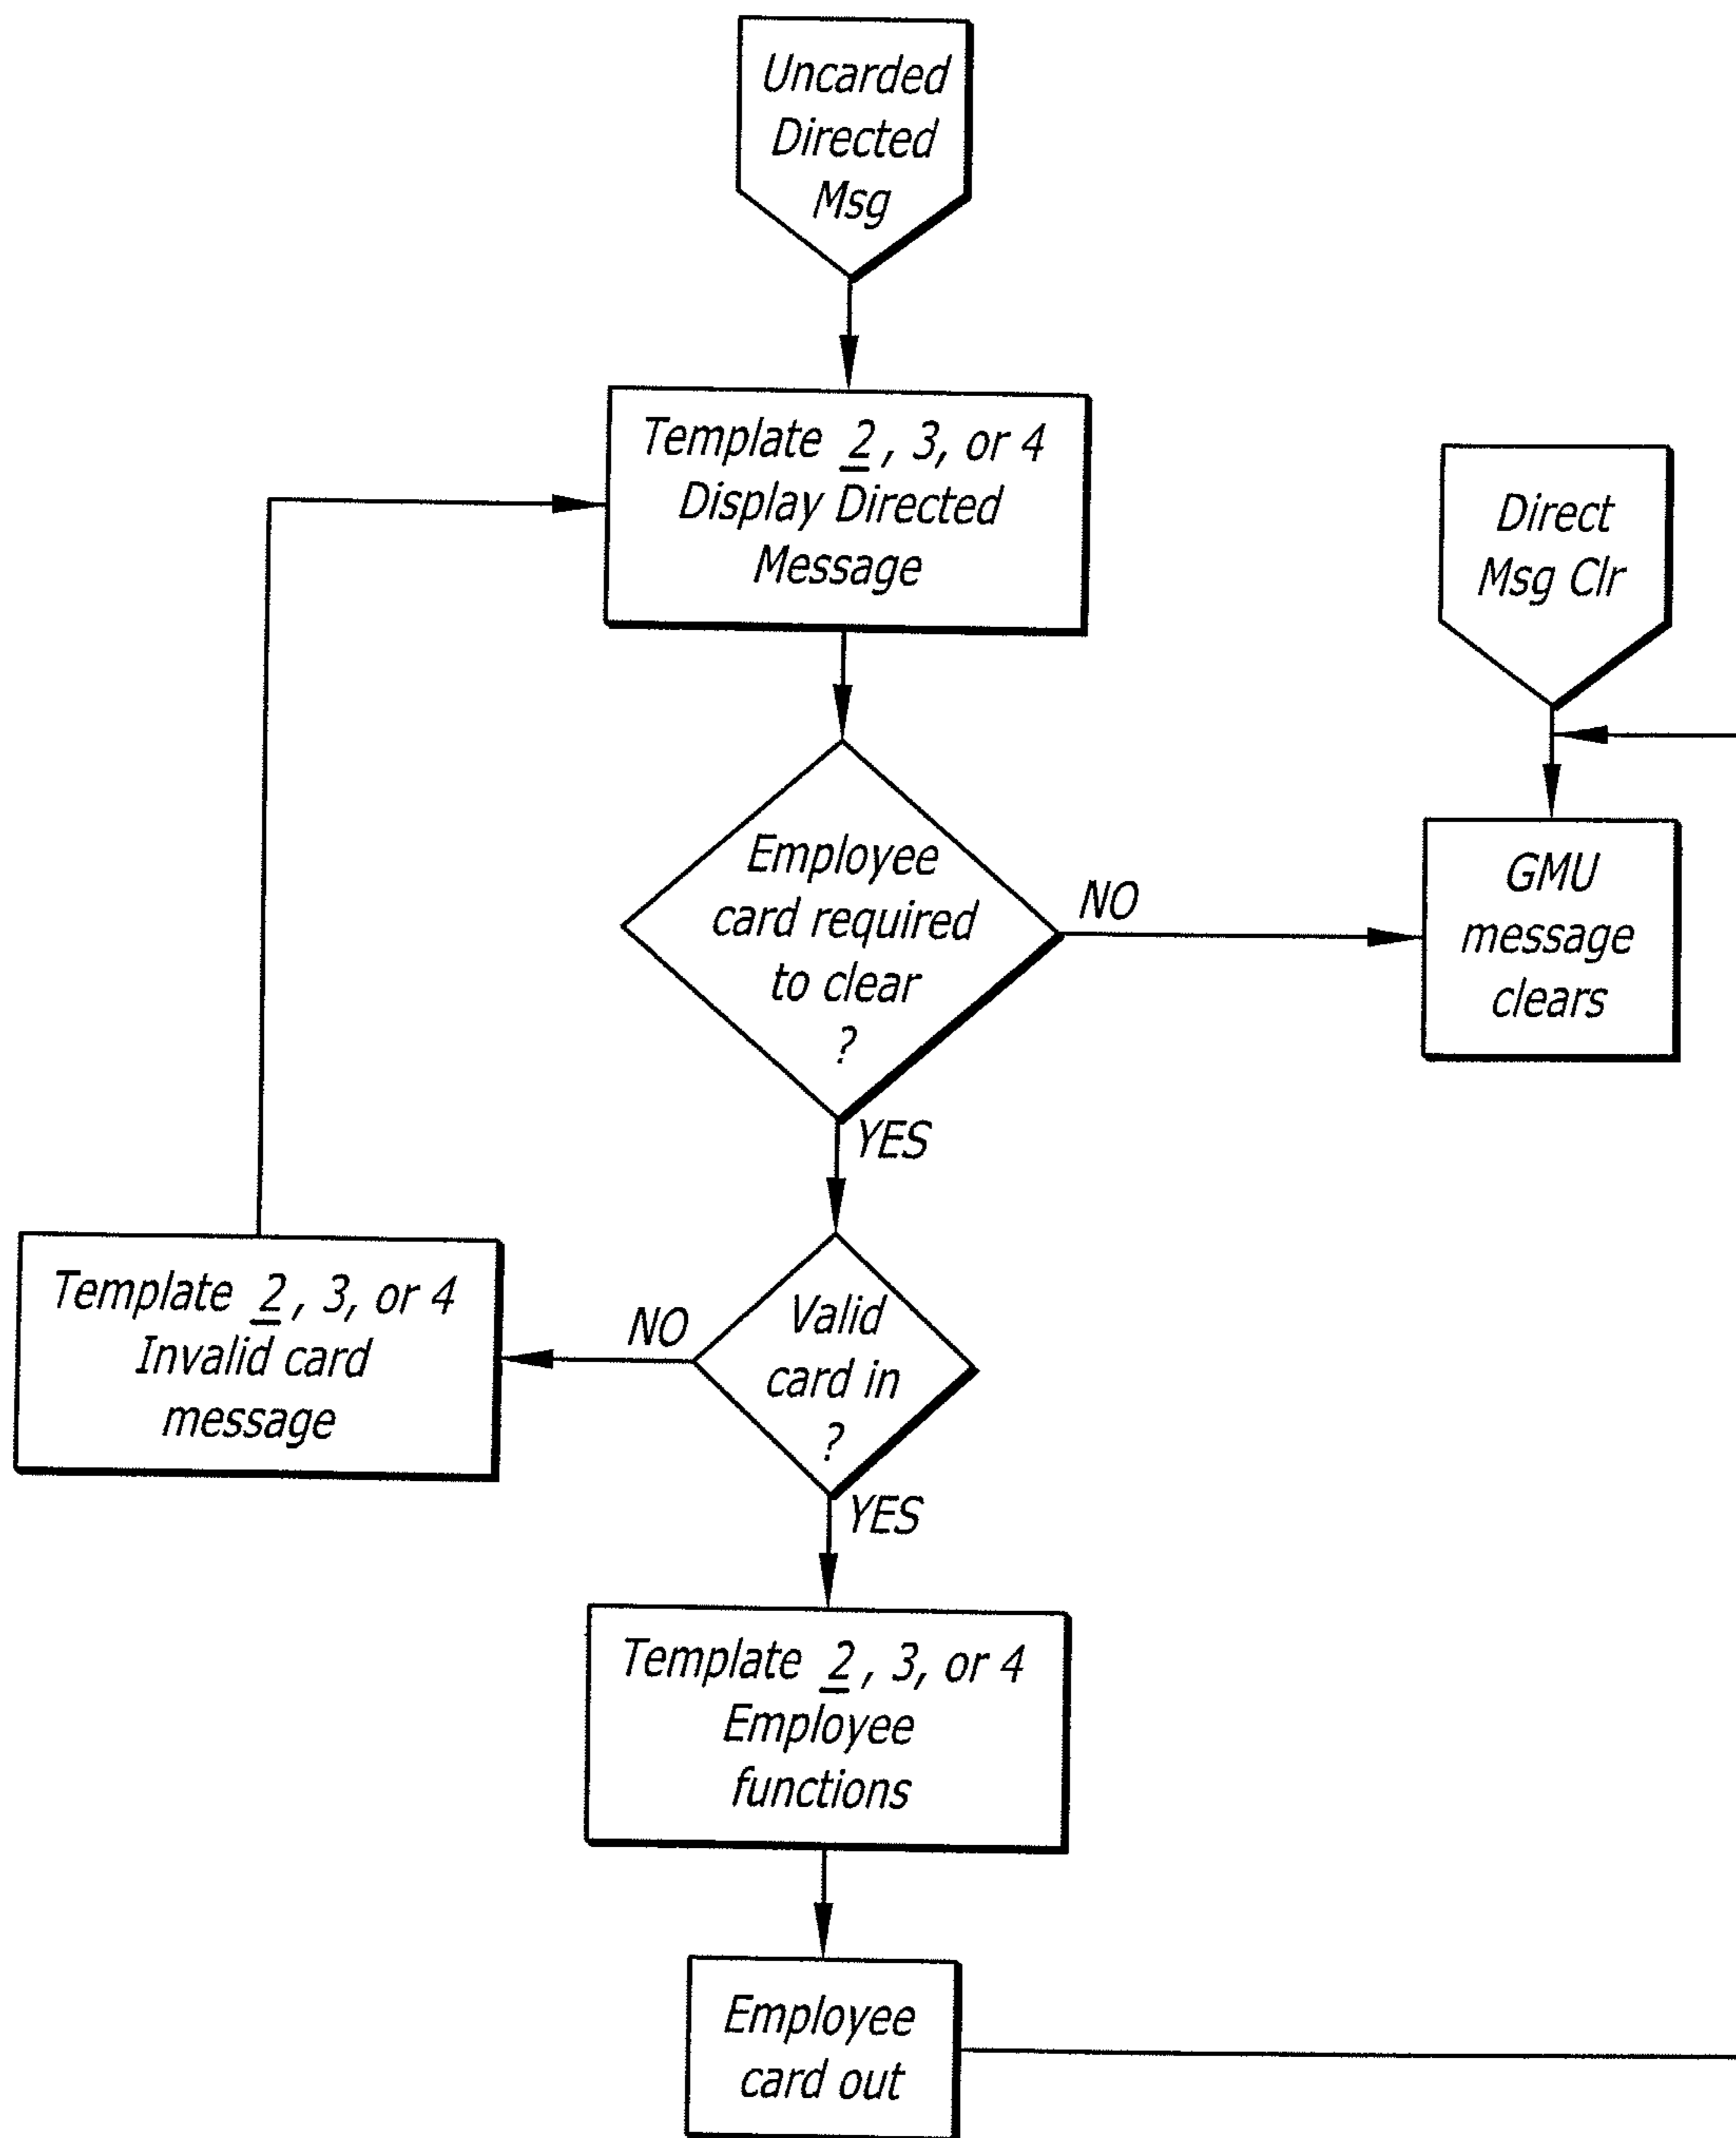 Uncarded
Directed
Msg
Template 2, 3, or 4
Display Directed
Message
Direct
Msg Clr
Employee
card required
to clear
?
NO
GMU
message
clears
YES
Template 2, 3, or 4
Invalid card
message
NO
Valid
card in
?
YES
Template 2, 3, or 4
Employee
functions
Employee
card out